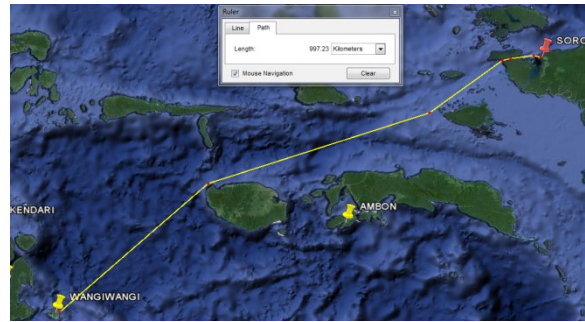 Ruler
Line Path
Length: 997.23 Kilometers
Mouse Navigation Clear
SORO
AMBON
KENDARI
WANGIWANGI